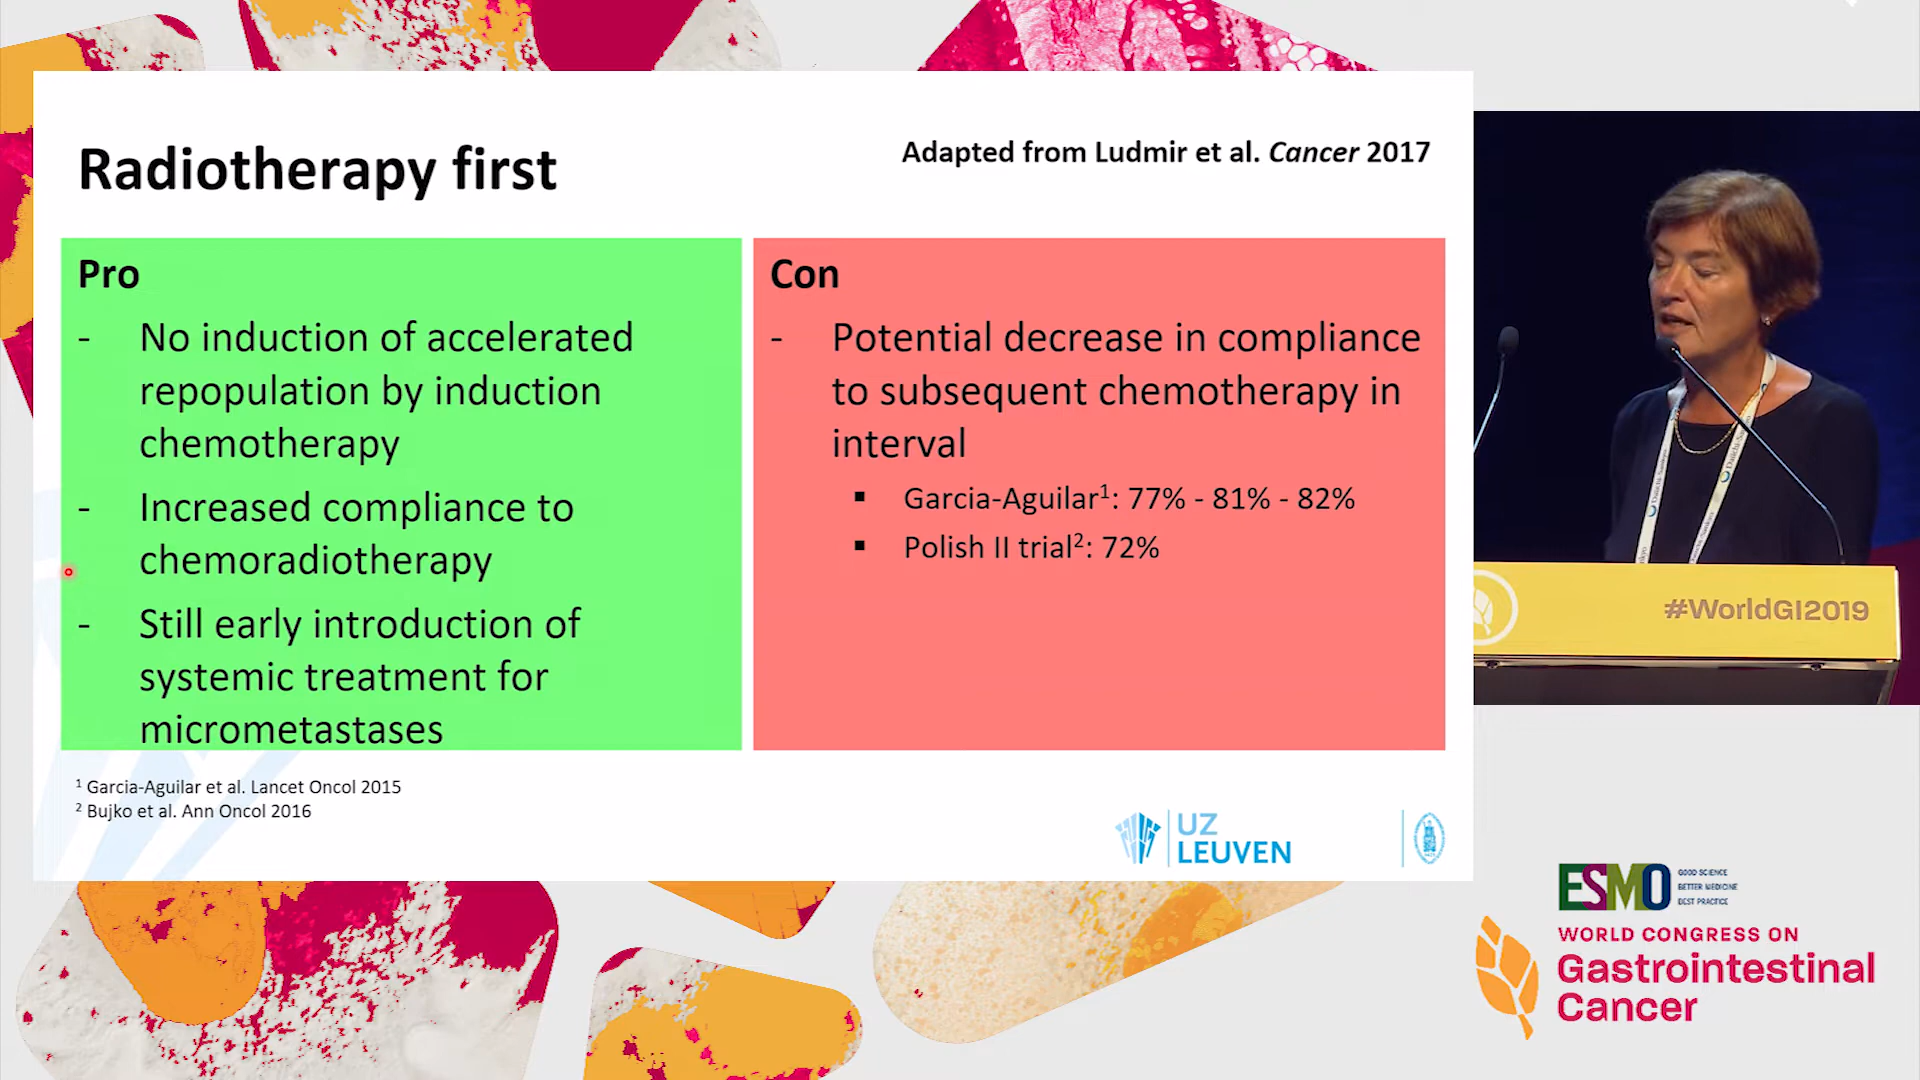 Radiotherapy first
Adapted from Ludmir et al. Cancer 2017
Pro
- No induction of accelerated
repopulation by induction
chemotherapy
- Increased compliance to
chemoradiotherapy
- Still early introduction of
systemic treatment for
micrometastases
Con
- Potential decrease in compliance
to subsequent chemotherapy in
interval
▪ Garcia-Aguilar¹: 77% - 81% - 82%
▪ Polish II trial²: 72%
¹ Garcia-Aguilar et al. Lancet Oncol 2015
² Bujko et al. Ann Oncol 2016
UZ
LEUVEN
Daiichi-Sankyo
#WorldGI2019
ESMO
GOOD SCIENCE
BETTER MEDICINE
BEST PRACTICE
WORLD CONGRESS ON
Gastrointestinal
Cancer